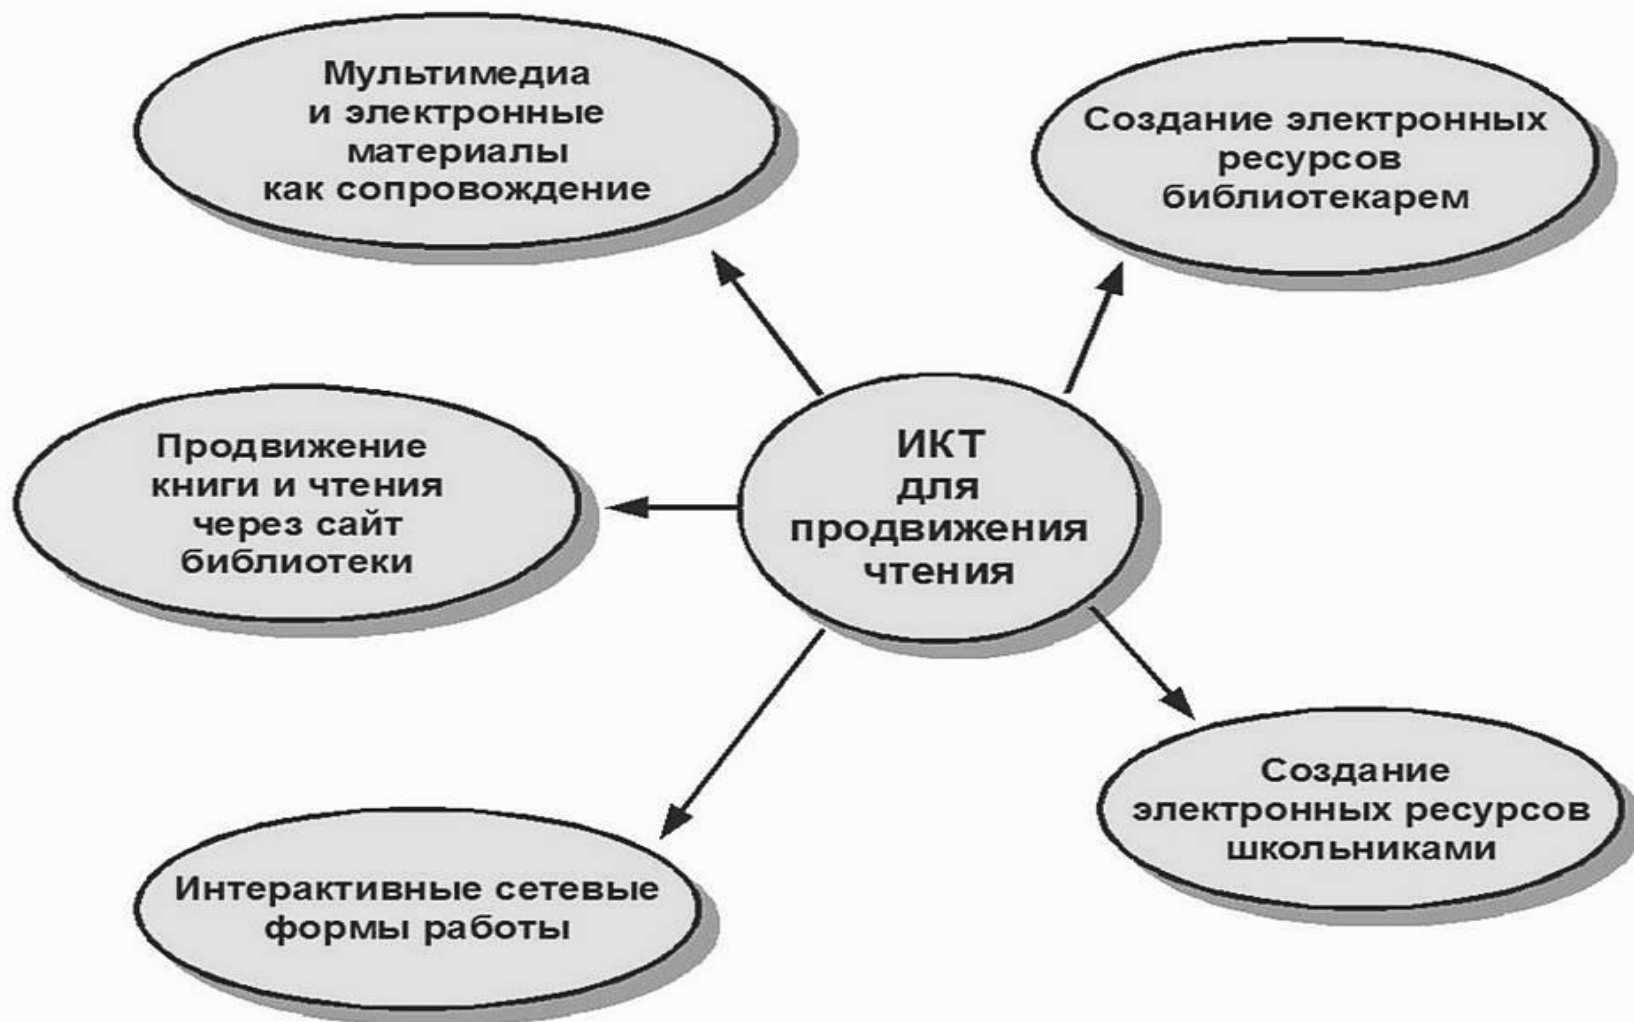 Мультимедиа
и электронные
материалы
как сопровождение
Создание электронных
ресурсов
библиотекарем
Продвижение
книги и чтения
через сайт
библиотеки
ИКТ
для
продвижения
чтения
Создание
электронных ресурсов
школьниками
Интерактивные сетевые
формы работы